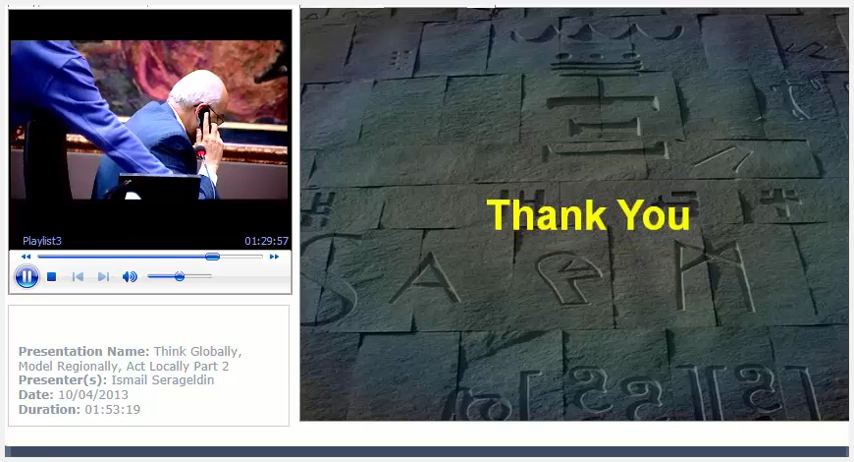 Playlist3 01:29:57
Thank You
Presentation Name: Think Globally,
Model Regionally, Act Locally Part 2
Presenter(s): Ismail Serageldin
Date: 10/04/2013
Duration: 01:53:19